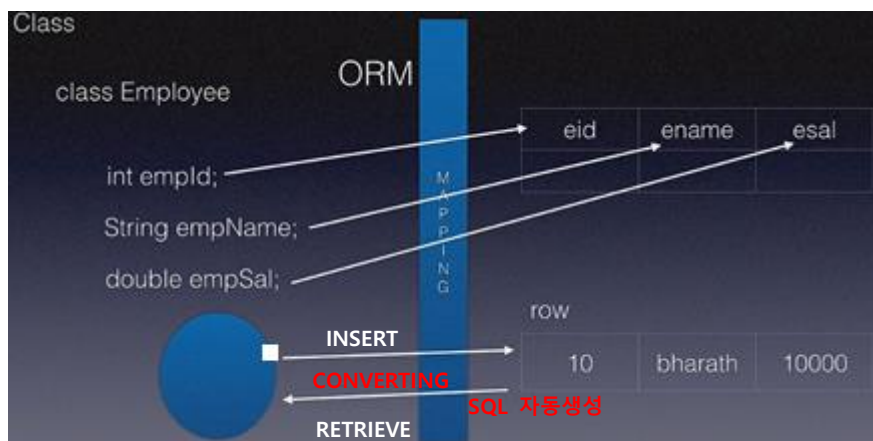 Class
ORM
class Employee
eid ename esal
int empId;
String empName;
double empSal;
MAPPING
row
INSERT
10 bharath 10000
CONVERTING
SQL 자동생성
RETRIEVE